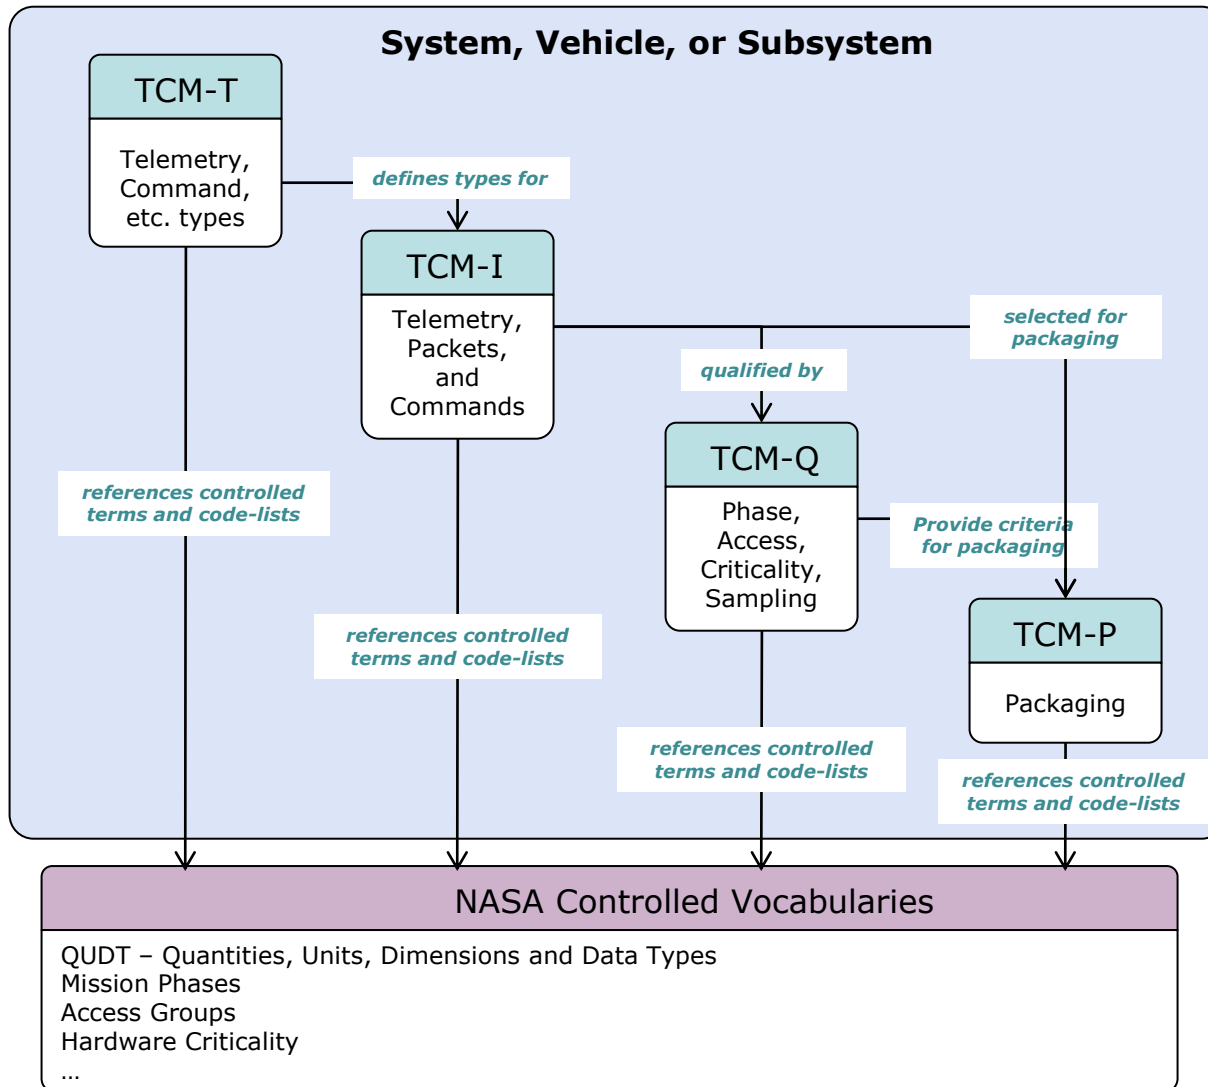 System, Vehicle, or Subsystem
TCM-T
Telemetry,
Command,
etc. types
defines types for
TCM-I
Telemetry,
Packets,
and
Commands
selected for
packaging
qualified by
TCM-Q
Phase,
Access,
Criticality,
Sampling
Provide criteria
for packaging
references controlled
terms and code-lists
TCM-P
Packaging
references controlled
terms and code-lists
references controlled
terms and code-lists
references controlled
terms and code-lists
NASA Controlled Vocabularies
QUDT – Quantities, Units, Dimensions and Data Types
Mission Phases
Access Groups
Hardware Criticality
…